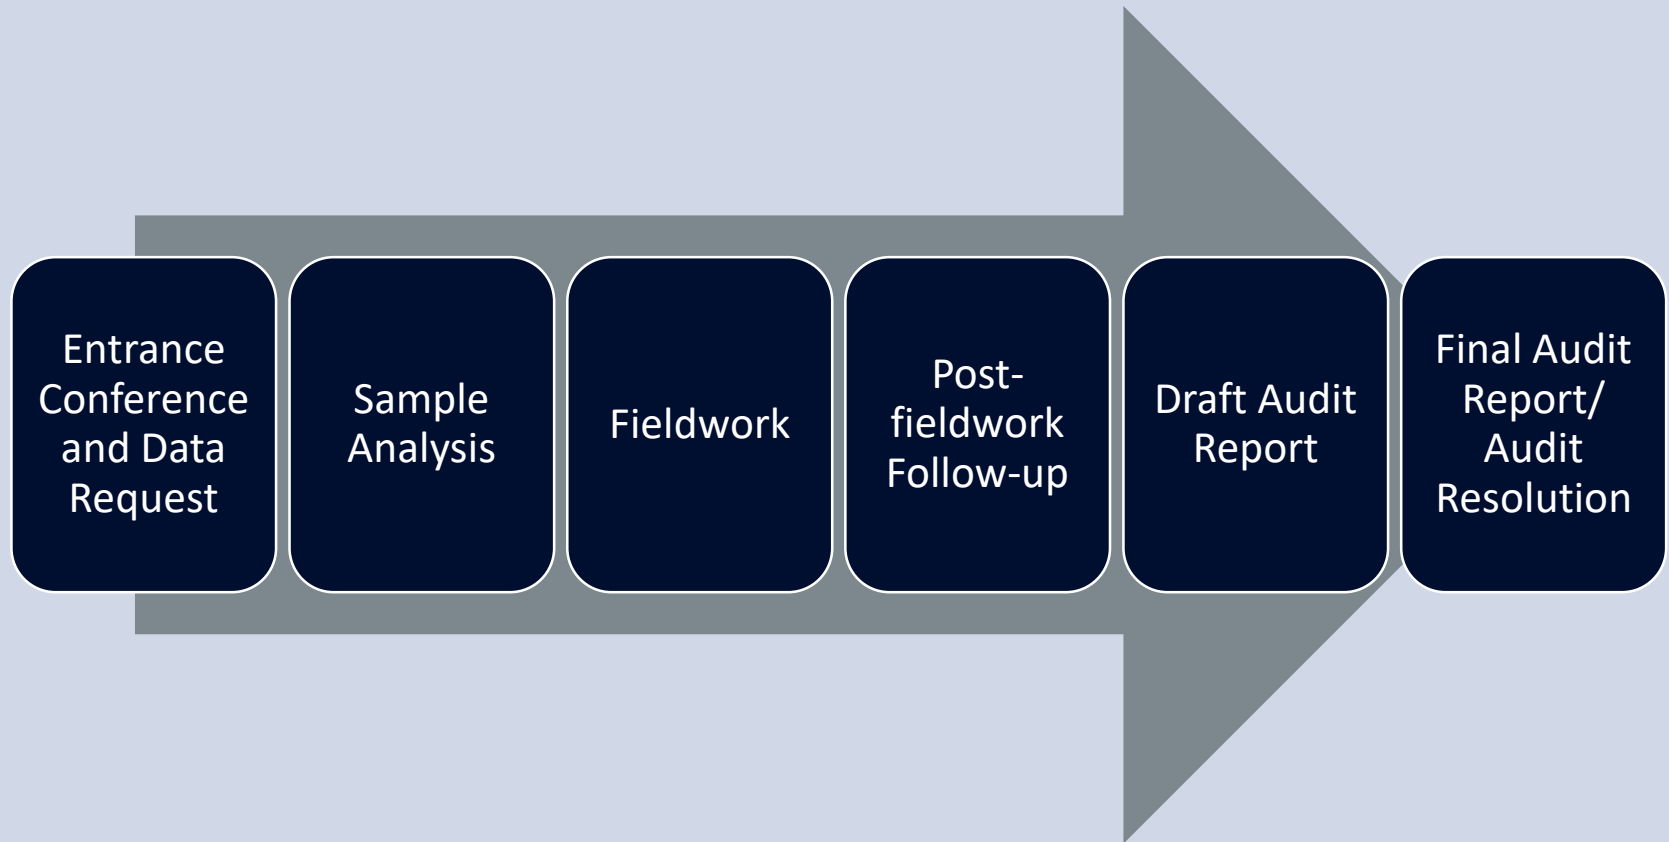 Entrance
Conference
and Data
Request
Sample
Analysis
Fieldwork
Post-
fieldwork
Follow-up
Draft Audit
Report
Final Audit
Report/
Audit
Resolution